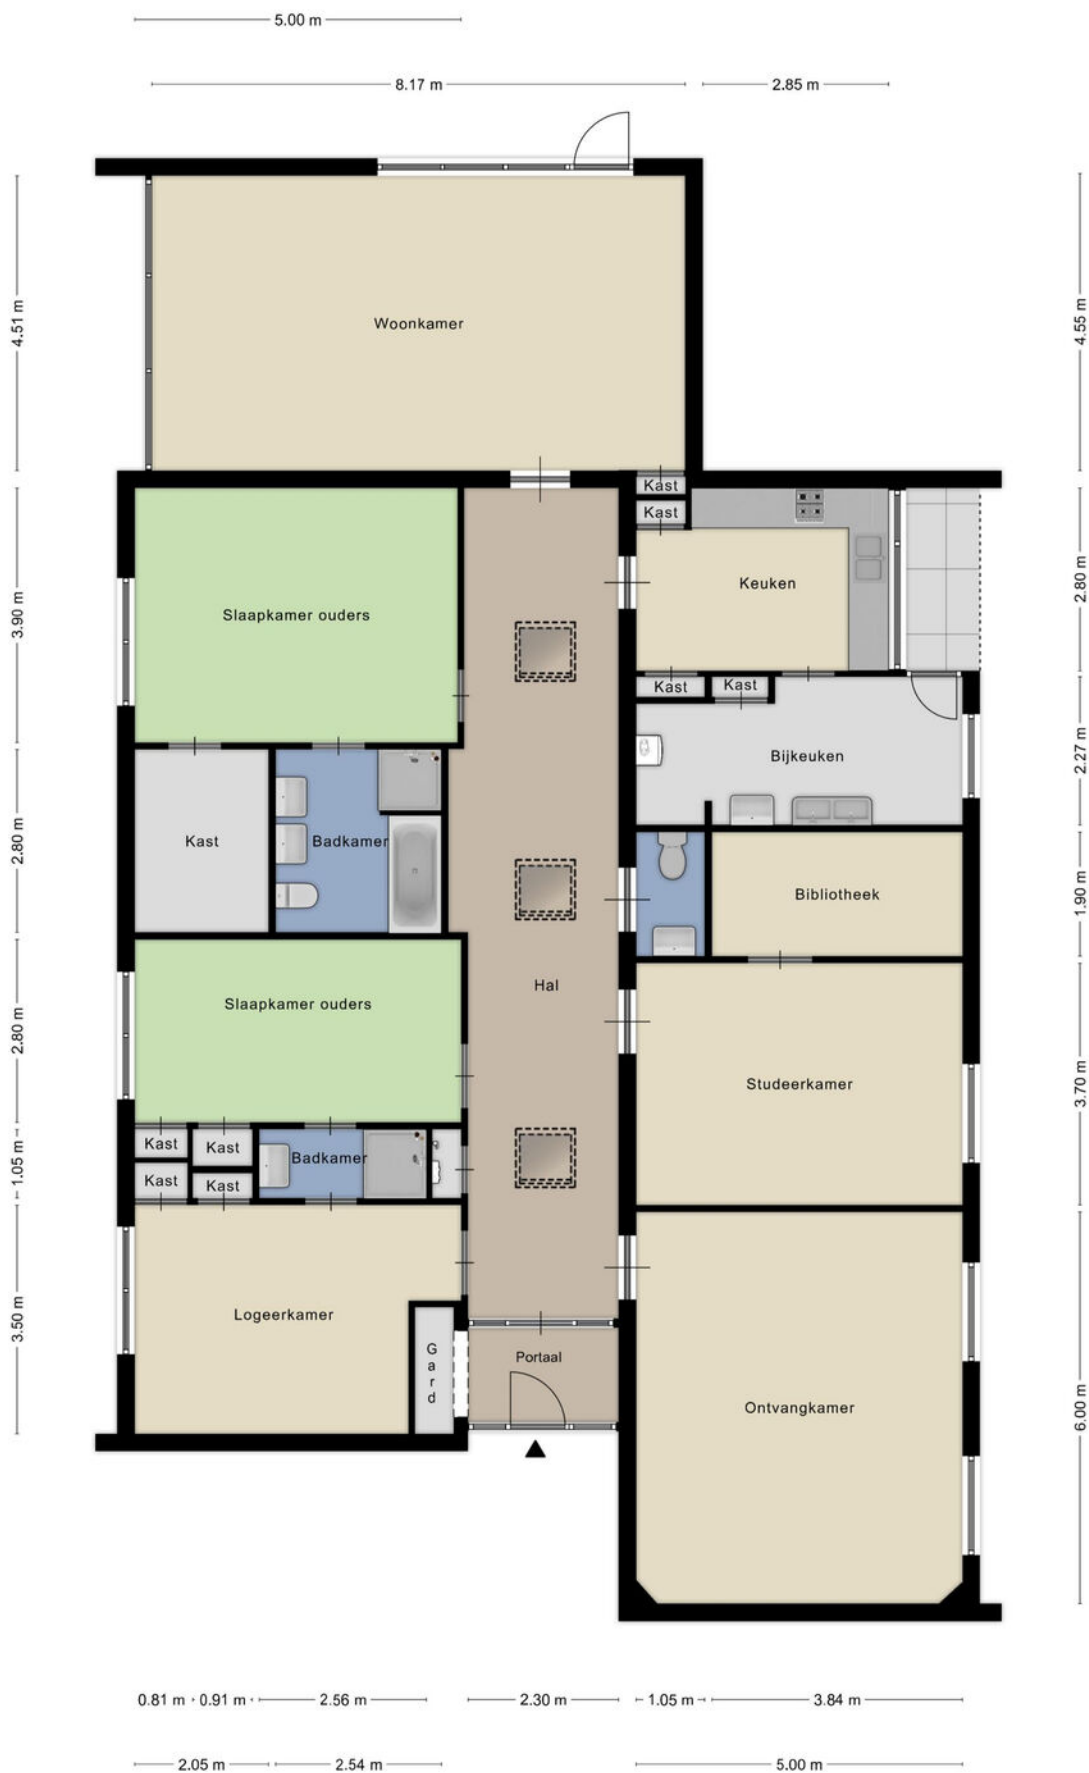 5.00 m
8.17 m
2.85 m
4.51 m
4.55 m
Woonkamer
Kast
Kast
Keuken
2.80 m
3.90 m
Slaapkamer ouders
Kast
Kast
Bijkeuken
2.27 m
Kast
Badkamer
2.80 m
Bibliotheek
1.90 m
Hal
Slaapkamer ouders
2.80 m
Studeerkamer
3.70 m
Kast
Kast
Badkamer
1.05 m
Kast
Kast
Logeerkamer
3.50 m
Gard
Portaal
Ontvangkamer
6.00 m
0.81 m
0.91 m
2.56 m
2.30 m
1.05 m
3.84 m
2.05 m
2.54 m
5.00 m